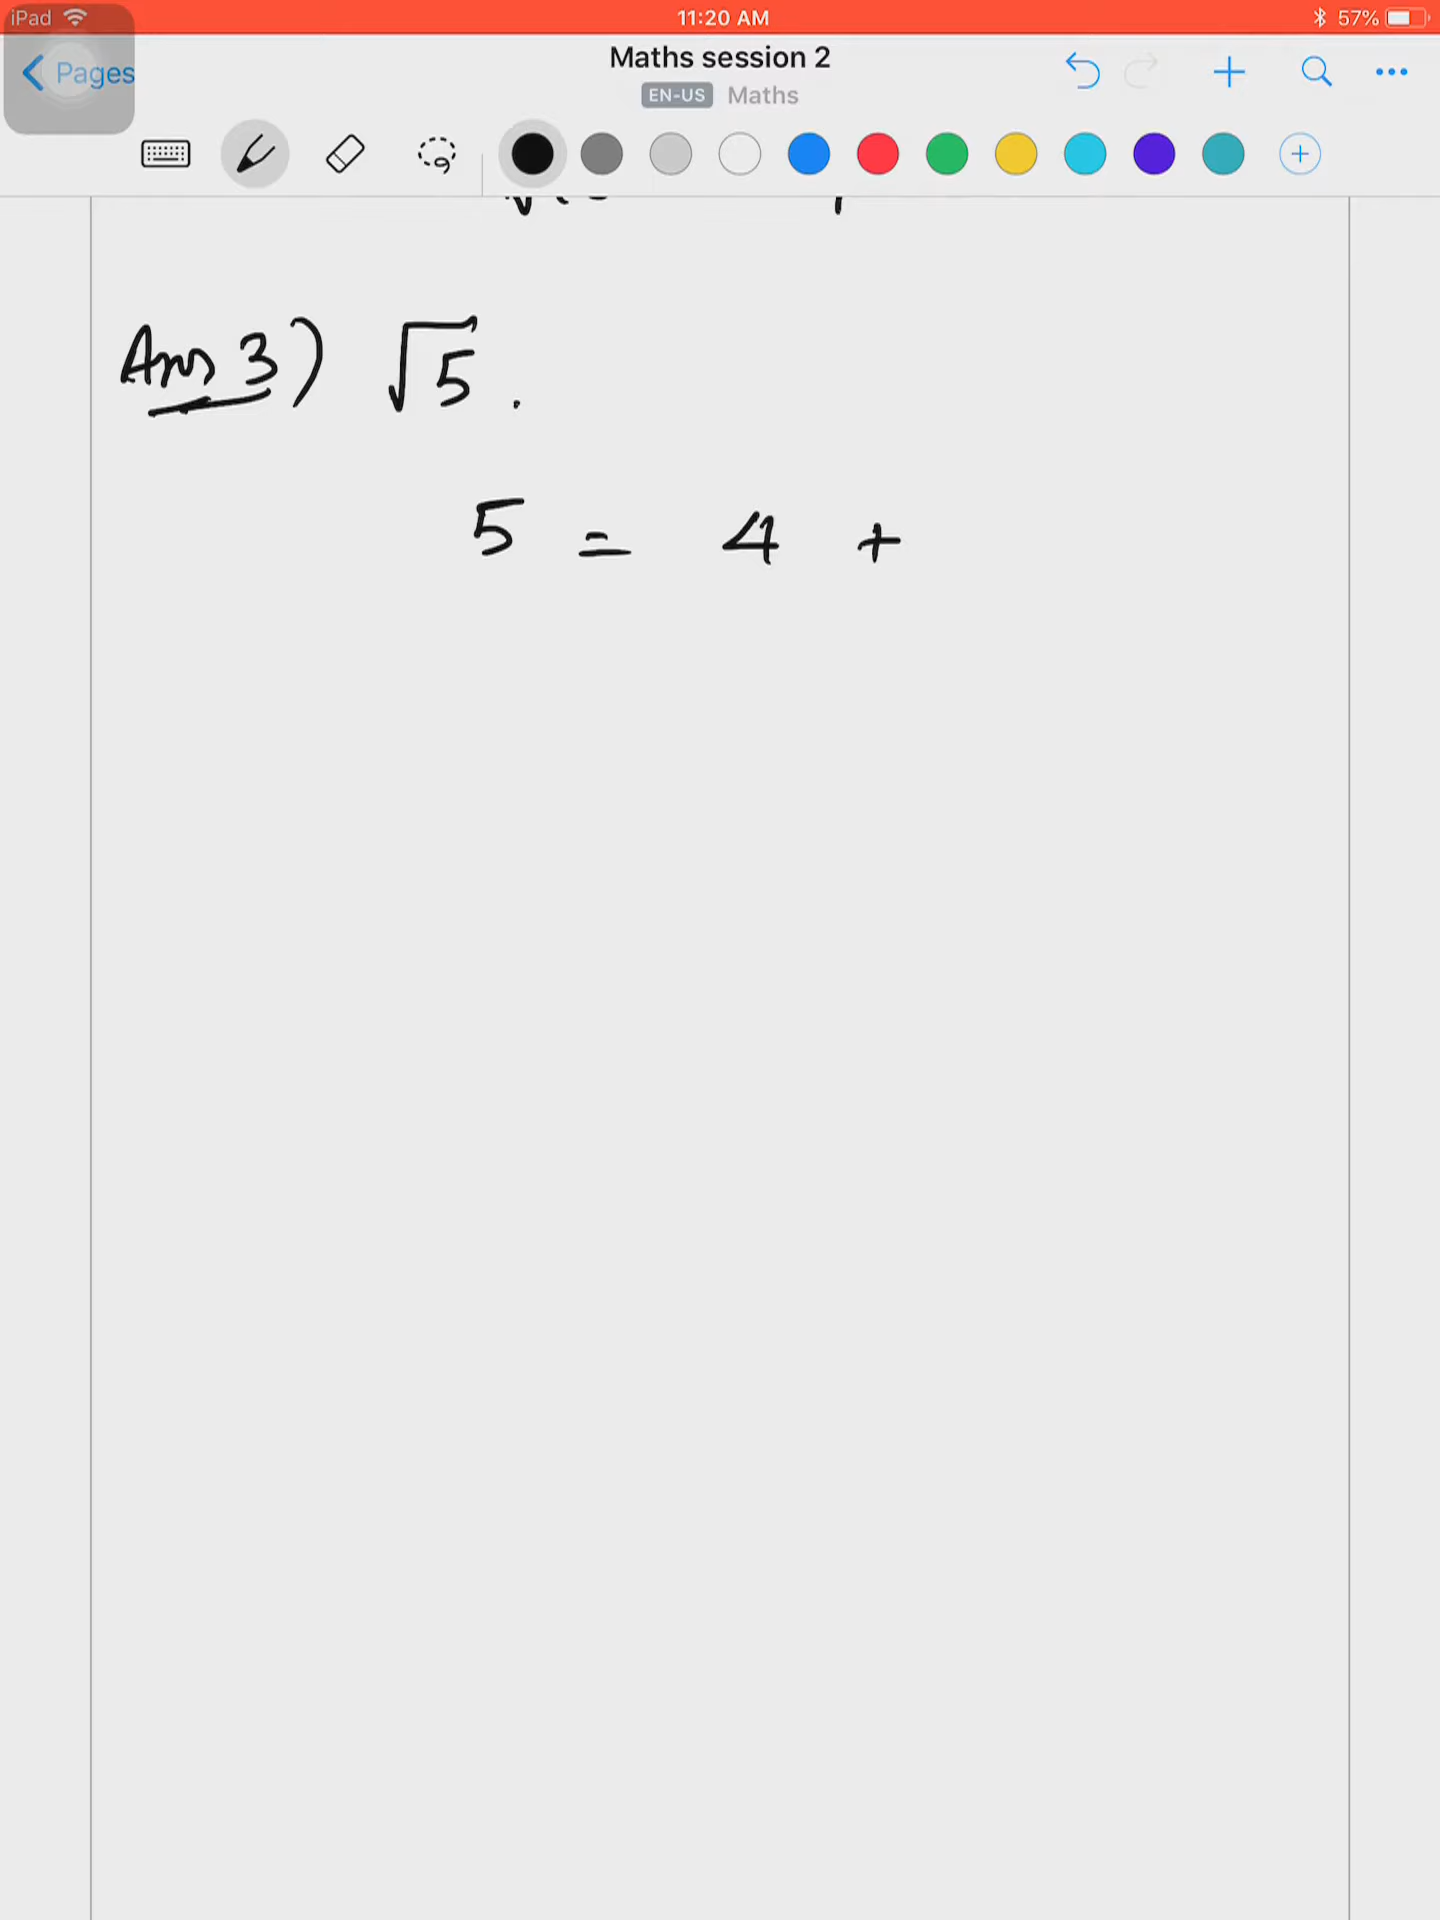 iPad 11:20 AM 57%
Pages Maths session 2
EN-US Maths
Ans 3) √5.
5 = 4 +